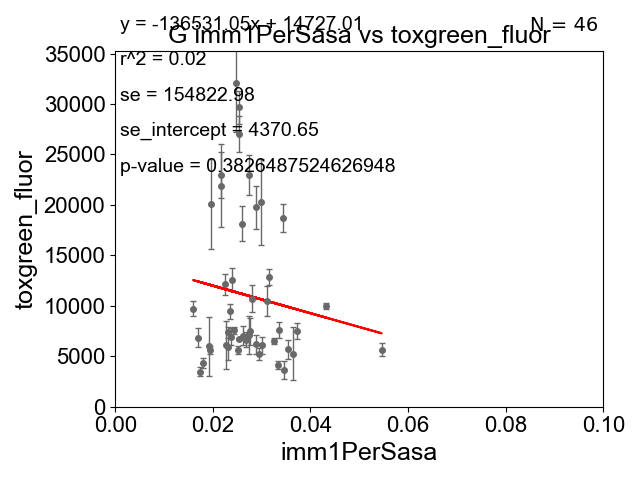 y = -136531.05x + 14727.01
N = 46
G imm1PerSasa vs toxgreen_fluor
r^2 = 0.02
se = 154822.98
se_intercept = 4370.65
p-value = 0.3826487524626948
35000
30000
25000
20000
15000
10000
5000
0
toxgreen_fluor
0.00 0.02 0.04 0.06 0.08 0.10
imm1PerSasa